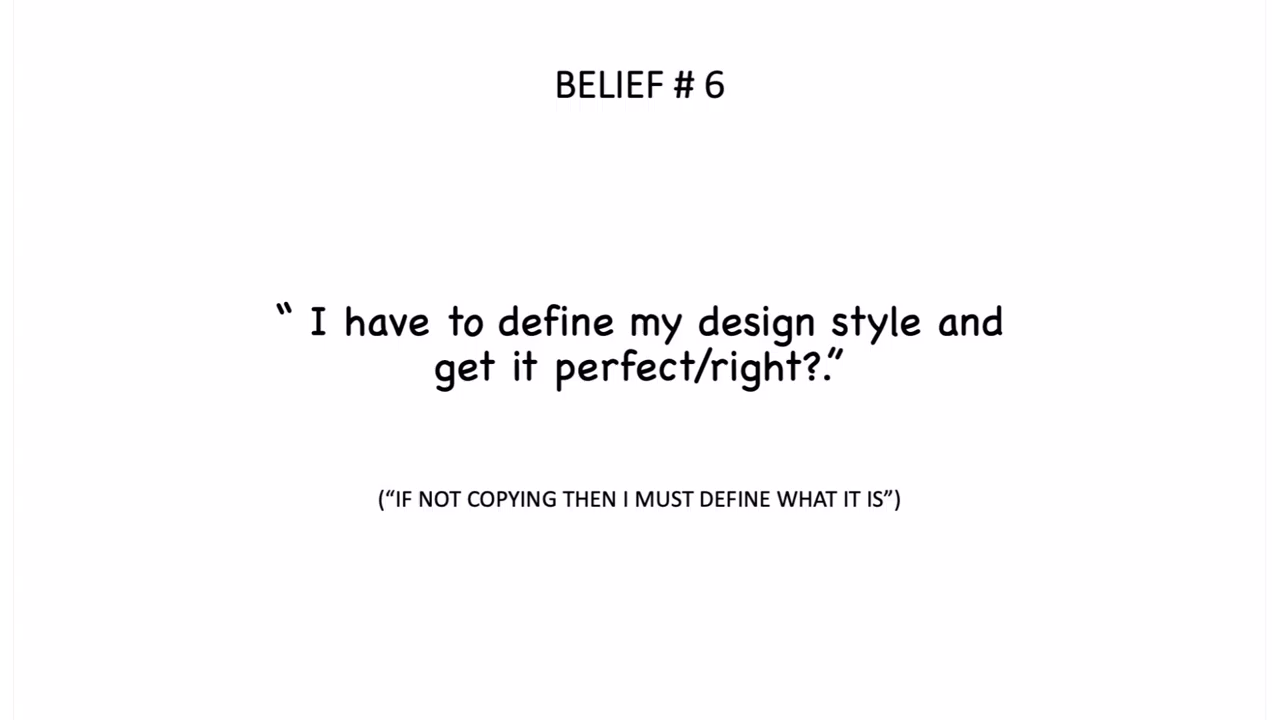 BELIEF # 6
“ I have to define my design style and
get it perfect/right?.”
(“IF NOT COPYING THEN I MUST DEFINE WHAT IT IS”)